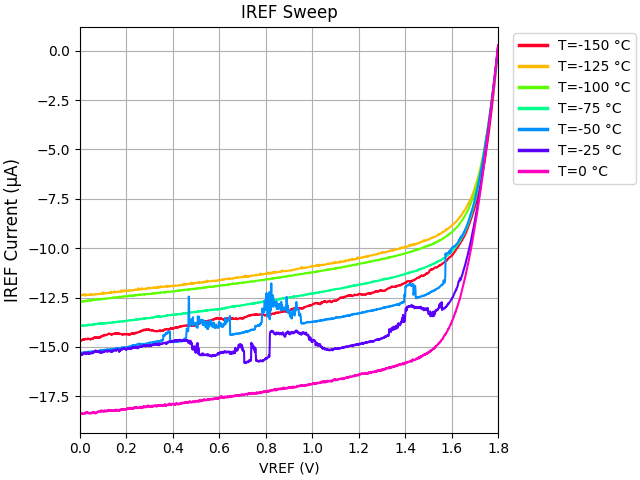 IREF Sweep
IREF Current (µA)
0.0
−2.5
−5.0
−7.5
−10.0
−12.5
−15.0
−17.5
0.0 0.2 0.4 0.6 0.8 1.0 1.2 1.4 1.6 1.8
VREF (V)
T=-150 °C
T=-125 °C
T=-100 °C
T=-75 °C
T=-50 °C
T=-25 °C
T=0 °C